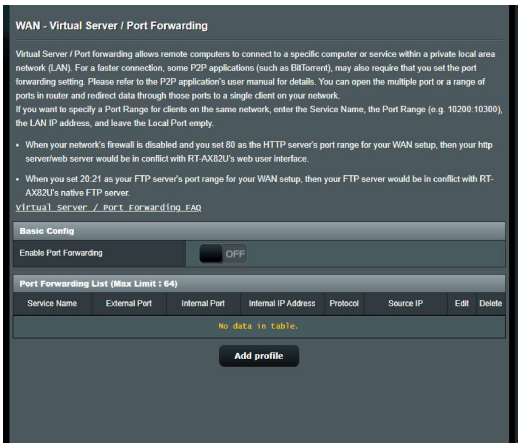 WAN - Virtual Server / Port Forwarding
Virtual Server / Port forwarding allows remote computers to connect to a specific computer or service within a private local area
network (LAN). For a faster connection, some P2P applications (such as BitTorrent), may also require that you set the port
forwarding setting. Please refer to the P2P application's user manual for details. You can open the multiple port or a range of
ports in router and redirect data through those ports to a single client on your network.
If you want to specify a Port Range for clients on the same network, enter the Service Name, the Port Range (e.g. 10200:10300),
the LAN IP address, and leave the Local Port empty.
• When your network's firewall is disabled and you set 80 as the HTTP server's port range for your WAN setup, then your http
server/web server would be in conflict with RT-AX82U's web user interface.
• When you set 20:21 as your FTP server's port range for your WAN setup, then your FTP server would be in conflict with RT-
AX82U's native FTP server.
Virtual Server / Port Forwarding FAQ
Basic Config
Enable Port Forwarding OFF
Port Forwarding List (Max Limit : 64)
Service Name External Port Internal Port Internal IP Address Protocol Source IP Edit Delete
No data in table.
Add profile